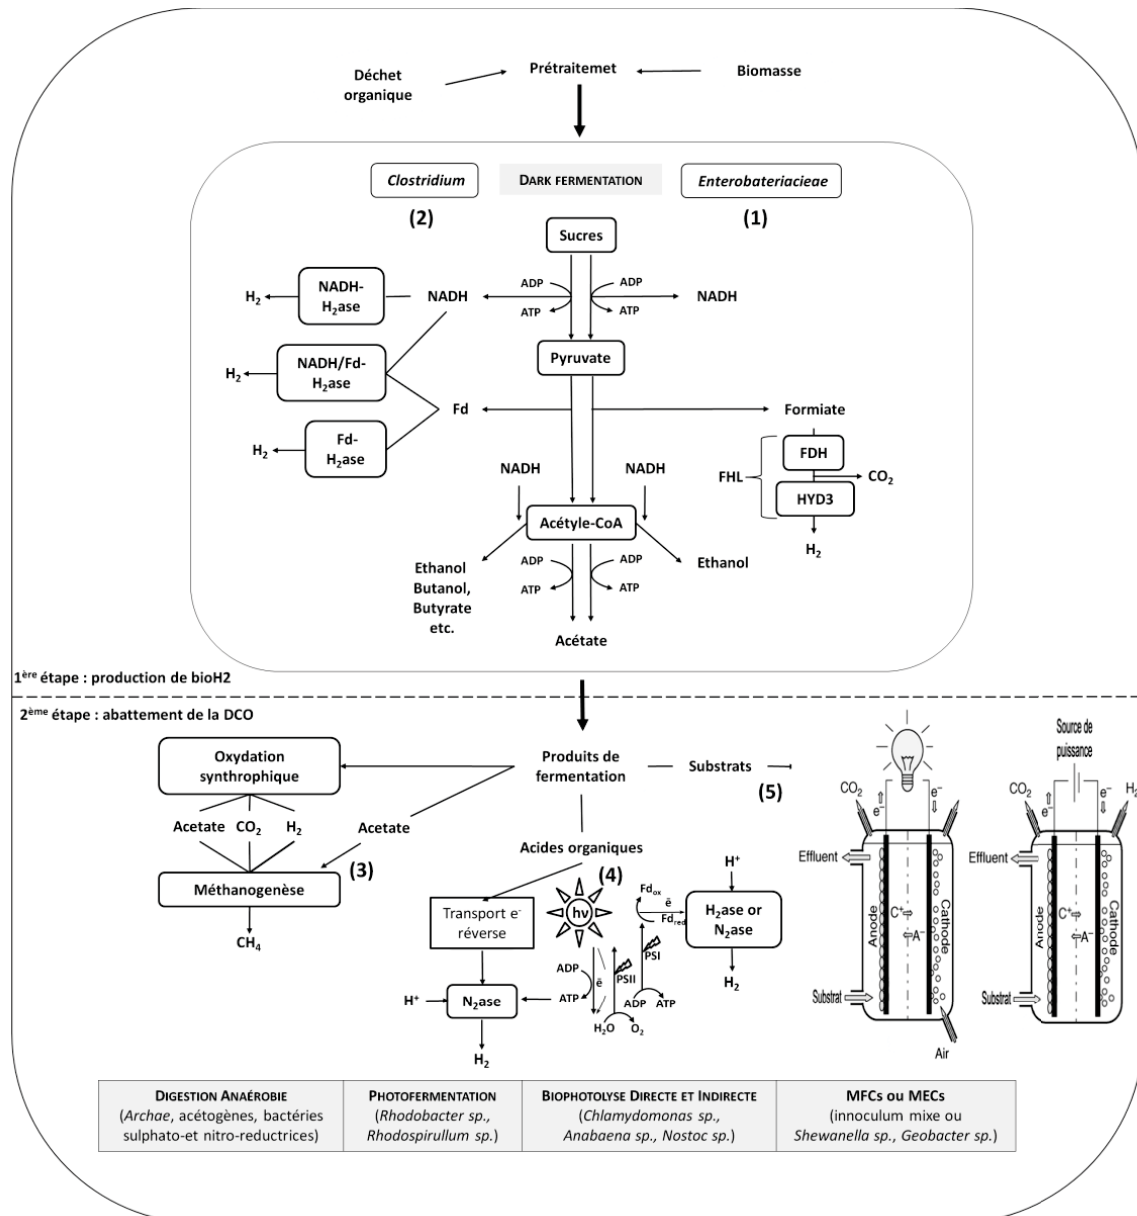 Déchet
organique
Prétraitemet
Biomasse
Clostridium
DARK FERMENTATION
Enterobateriacieae
(2)
(1)
Sucres
NADH-
H2ase
H2
NADH
ADP
ATP
ADP
ATP
NADH
Pyruvate
NADH/Fd-
H2ase
H2
Fd
Formiate
Fd-
H2ase
H2
FDH
FHL
CO2
HYD3
H2
NADH
NADH
Acétyle-CoA
Ethanol
Butanol,
Butyrate
etc.
ADP
ATP
ADP
ATP
Ethanol
Acétate
1ère étape : production de bioH2
2ème étape : abattement de la DCO
Oxydation
synthrophique
Produits de
fermentation
Substrats
(5)
Acetate
CO2
H2
Acetate
(3)
Méthanogenèse
CH4
Acides organiques
(4)
Transport e-
réverse
hν
Fdox
ē
Fdred
H+
H2ase or
N2ase
H2
PSI
PSII
ADP
ATP
ē
ADP
ATP
H2O
O2
H+
N2ase
H2
CO2
e-
e-
Effluent
Anode
C+
A-
Cathode
Substrat
Air
Source de
puissance
CO2
H2
e-
e-
Effluent
Anode
C+
A-
Cathode
Substrat
DIGESTION ANAÉROBIE
(Archae, acétogènes, bactéries
sulphato-et nitro-reductrices)
PHOTOFERMENTATION
(Rhodobacter sp.,
Rhodospirullum sp.)
BIOPHOTOLYSE DIRECTE ET INDIRECTE
(Chlamydomonas sp.,
Anabaena sp., Nostoc sp.)
MFCS OU MECS
(innoculum mixe ou
Shewanella sp., Geobacter sp.)